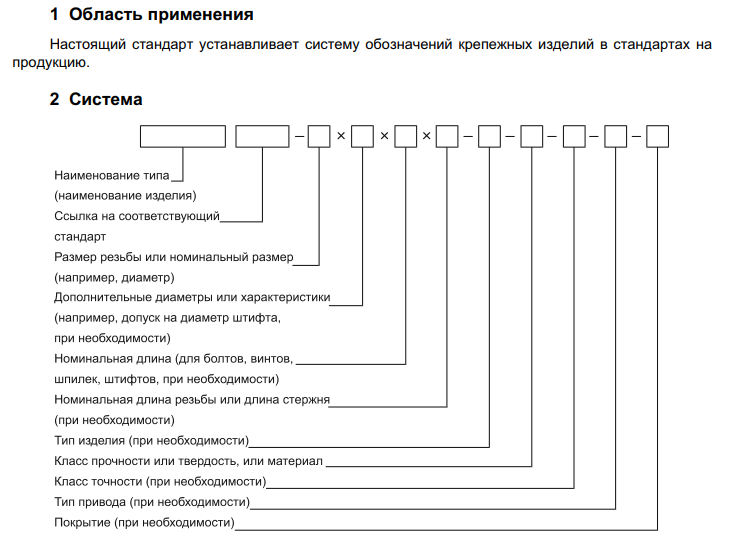 1 Область применения
Настоящий стандарт устанавливает систему обозначений крепежных изделий в стандартах на
продукцию.
2 Система
– × × × – – – – –
Наименование типа
(наименование изделия)
Ссылка на соответствующий
стандарт
Размер резьбы или номинальный размер
(например, диаметр)
Дополнительные диаметры или характеристики
(например, допуск на диаметр штифта,
при необходимости)
Номинальная длина (для болтов, винтов,
шпилек, штифтов, при необходимости)
Номинальная длина резьбы или длина стержня
(при необходимости)
Тип изделия (при необходимости)
Класс прочности или твердость, или материал
Класс точности (при необходимости)
Тип привода (при необходимости)
Покрытие (при необходимости)